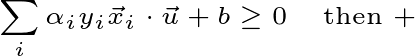 ∑_i α_i y_i x⃗_i · u⃗ + b ≥ 0 then +